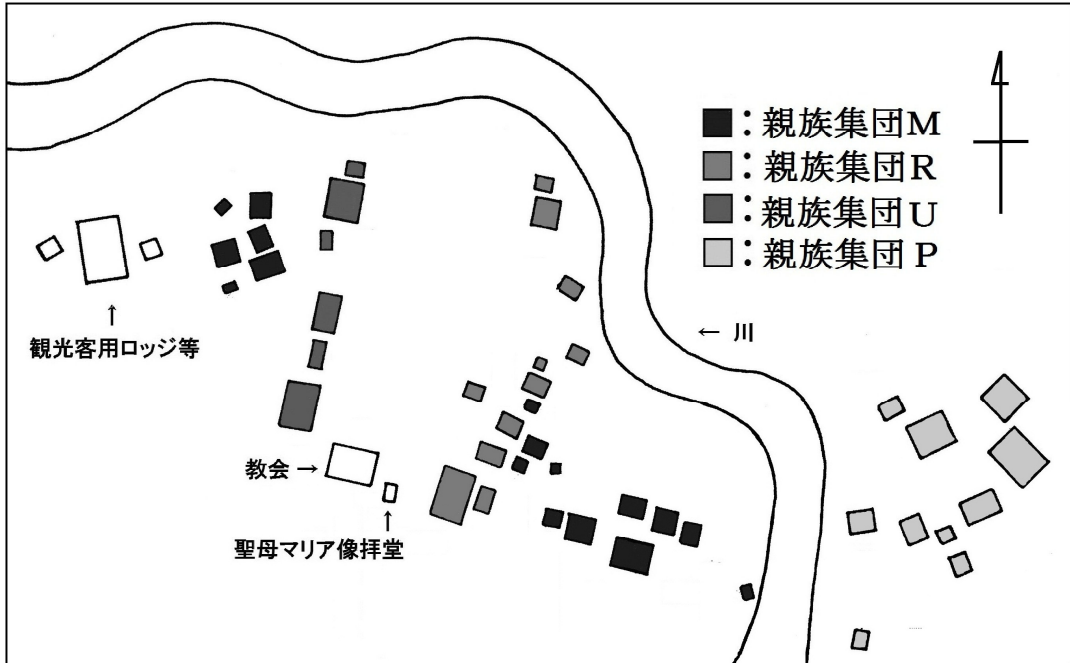 ■：親族集団M
■：親族集団R
■：親族集団U
■：親族集団P
↑
観光客用ロッジ等
← 川
教会 →
↑
聖母マリア像拝堂